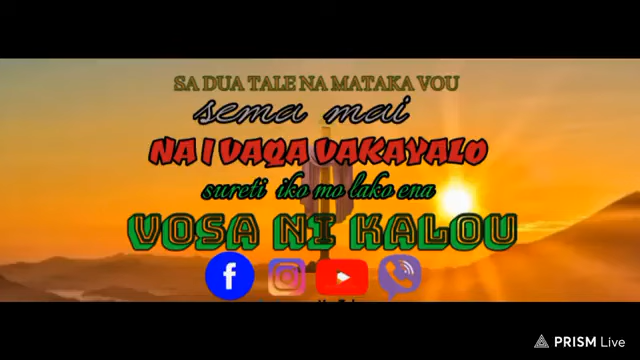 SA DUA TALE NA MATAKA VOU
sema mai
NA I VAQA VAKAYALO
sureti iko mo lako ena
VOSA NI KALOU
PRISM Live